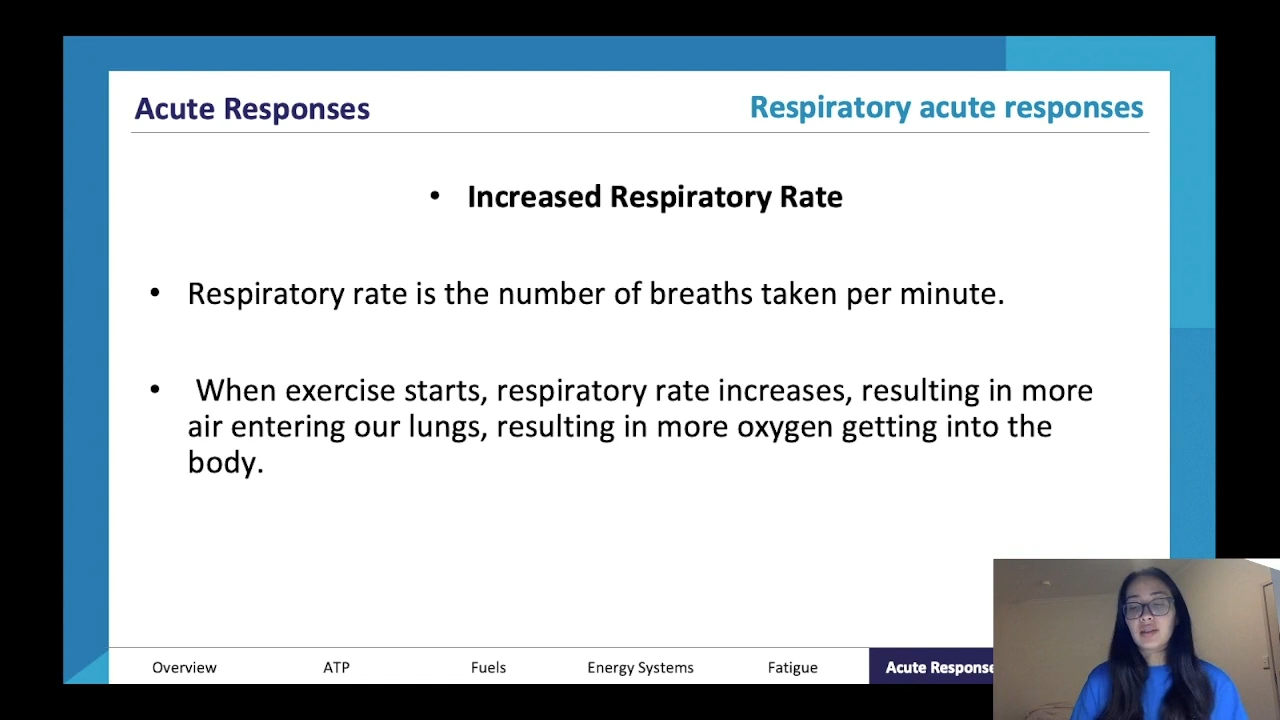 Acute Responses
Respiratory acute responses
• Increased Respiratory Rate
• Respiratory rate is the number of breaths taken per minute.
• When exercise starts, respiratory rate increases, resulting in more
air entering our lungs, resulting in more oxygen getting into the
body.
Overview ATP Fuels Energy Systems Fatigue Acute Response